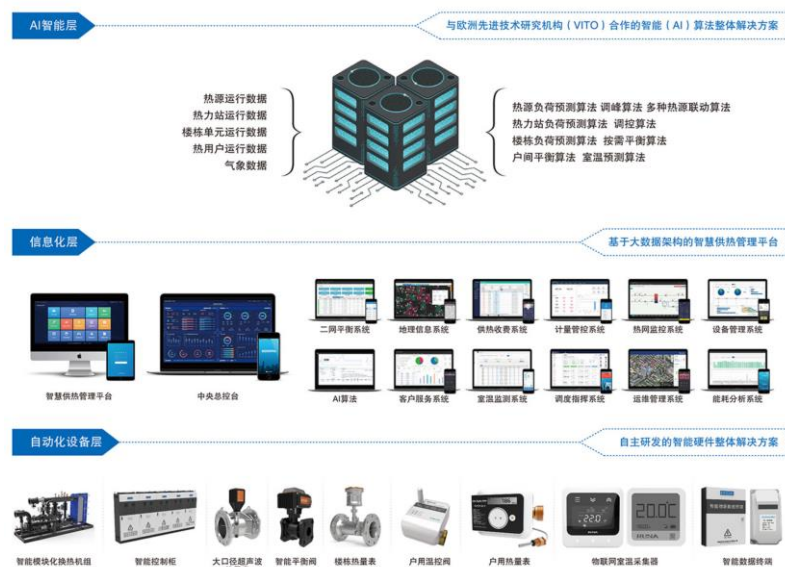 AI智能层
与欧洲先进技术研究机构（VITO）合作的智能（AI）算法整体解决方案
热源运行数据
热力站运行数据
楼栋单元运行数据
热用户运行数据
气象数据
热源负荷预测算法 调峰算法 多种热源联动算法
热力站负荷预测算法 调控算法
楼栋负荷预测算法 按需平衡算法
户间平衡算法 室温预测算法
信息化层
基于大数据架构的智慧供热管理平台
智慧供热管理平台
中央总控台
二网平衡系统
地理信息系统
供热收费系统
计量管控系统
热网监控系统
设备管理系统
AI算法
客户服务系统
室温监测系统
调度指挥系统
运维管理系统
能耗分析系统
自动化设备层
自主研发的智能硬件整体解决方案
220
20.0℃
RUNA
智能模块化换热机组
智能控制柜
大口径超声波
智能平衡阀
楼栋热量表
户用温控阀
户用热量表
物联网室温采集器
智能数据终端